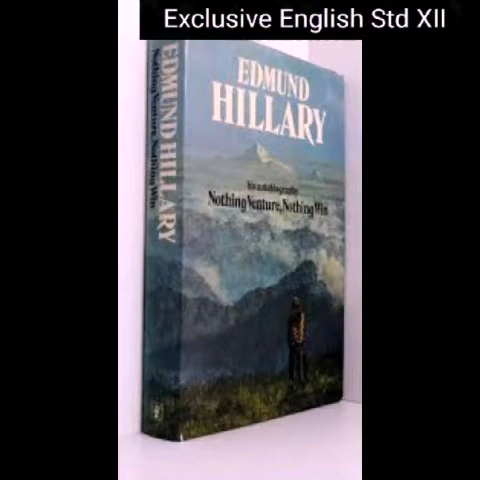 Exclusive English Std XII
EDMUND
HILLARY
his autobiography
Nothing Venture, Nothing Win
EDMUND HILLARY
Nothing Venture, Nothing Win